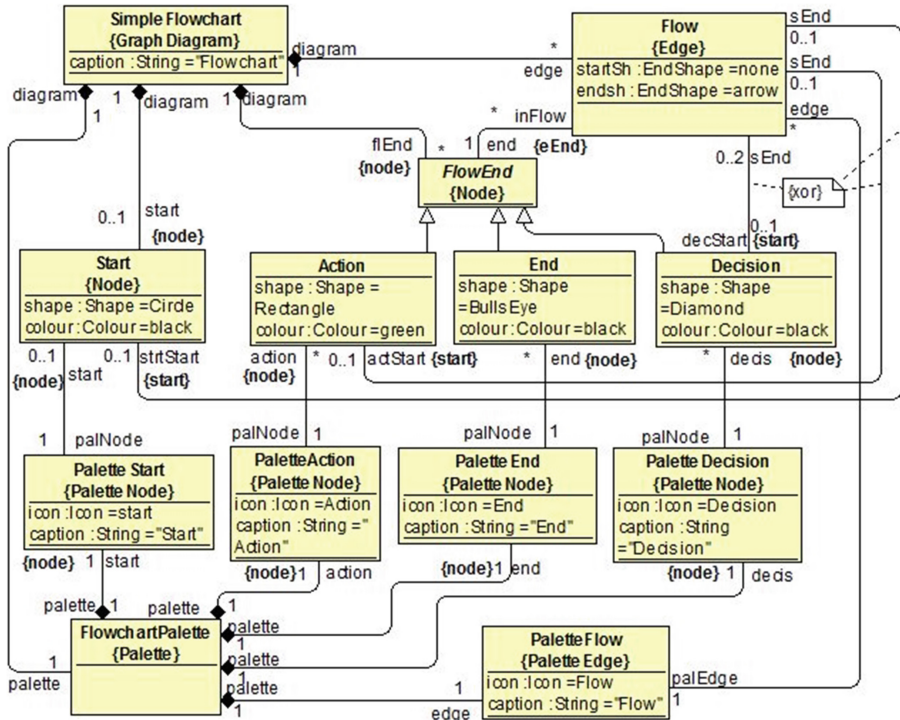 Simple Flowchart
{Graph Diagram}
caption :String ="Flowchart"
diagram
1
*
edge
Flow
{Edge}
startSh :EndShape =none
endsh :EndShape =arrow
sEnd
0..1
sEnd
0..1
edge
*
diagram
1
1
diagram
1
diagram
flEnd
*
{node}
*
inFlow
1
end
{eEnd}
FlowEnd
{Node}
0..2
sEnd
{xor}
0..1
decStart {start}
0..1
start
{node}
Start
{Node}
shape : Shape =Circle
colour:Colour=black
Action
shape : Shape =
Rectangle
colour:Colour=green
End
shape : Shape
=BullsEye
colour:Colour=black
Decision
shape : Shape
=Diamond
colour:Colour=black
0..1
{node}
start
0..1
strtStart
{start}
action
{node}
*
0..1
actStart {start}
*
end {node}
*
decis
{node}
1
palNode
palNode
1
palNode
1
palNode
1
Palette Start
{Palette Node}
icon :Icon =start
caption :String ="Start"
PaletteAction
{Palette Node}
icon :Icon =Action
caption :String ="
Action"
Palette End
{Palette Node}
icon :Icon =End
caption :String ="End"
Palette Decision
{Palette Node}
icon :Icon =Decision
caption :String
="Decision"
{node}
1
start
{node}
1
action
{node}
1
end
{node}
1
decis
palette
1
palette
1
palette
1
palette
1
palette
1
FlowchartPalette
{Palette}
1
palette
1
edge
PaletteFlow
{Palette Edge}
icon :Icon =Flow
caption :String ="Flow"
palEdge
1